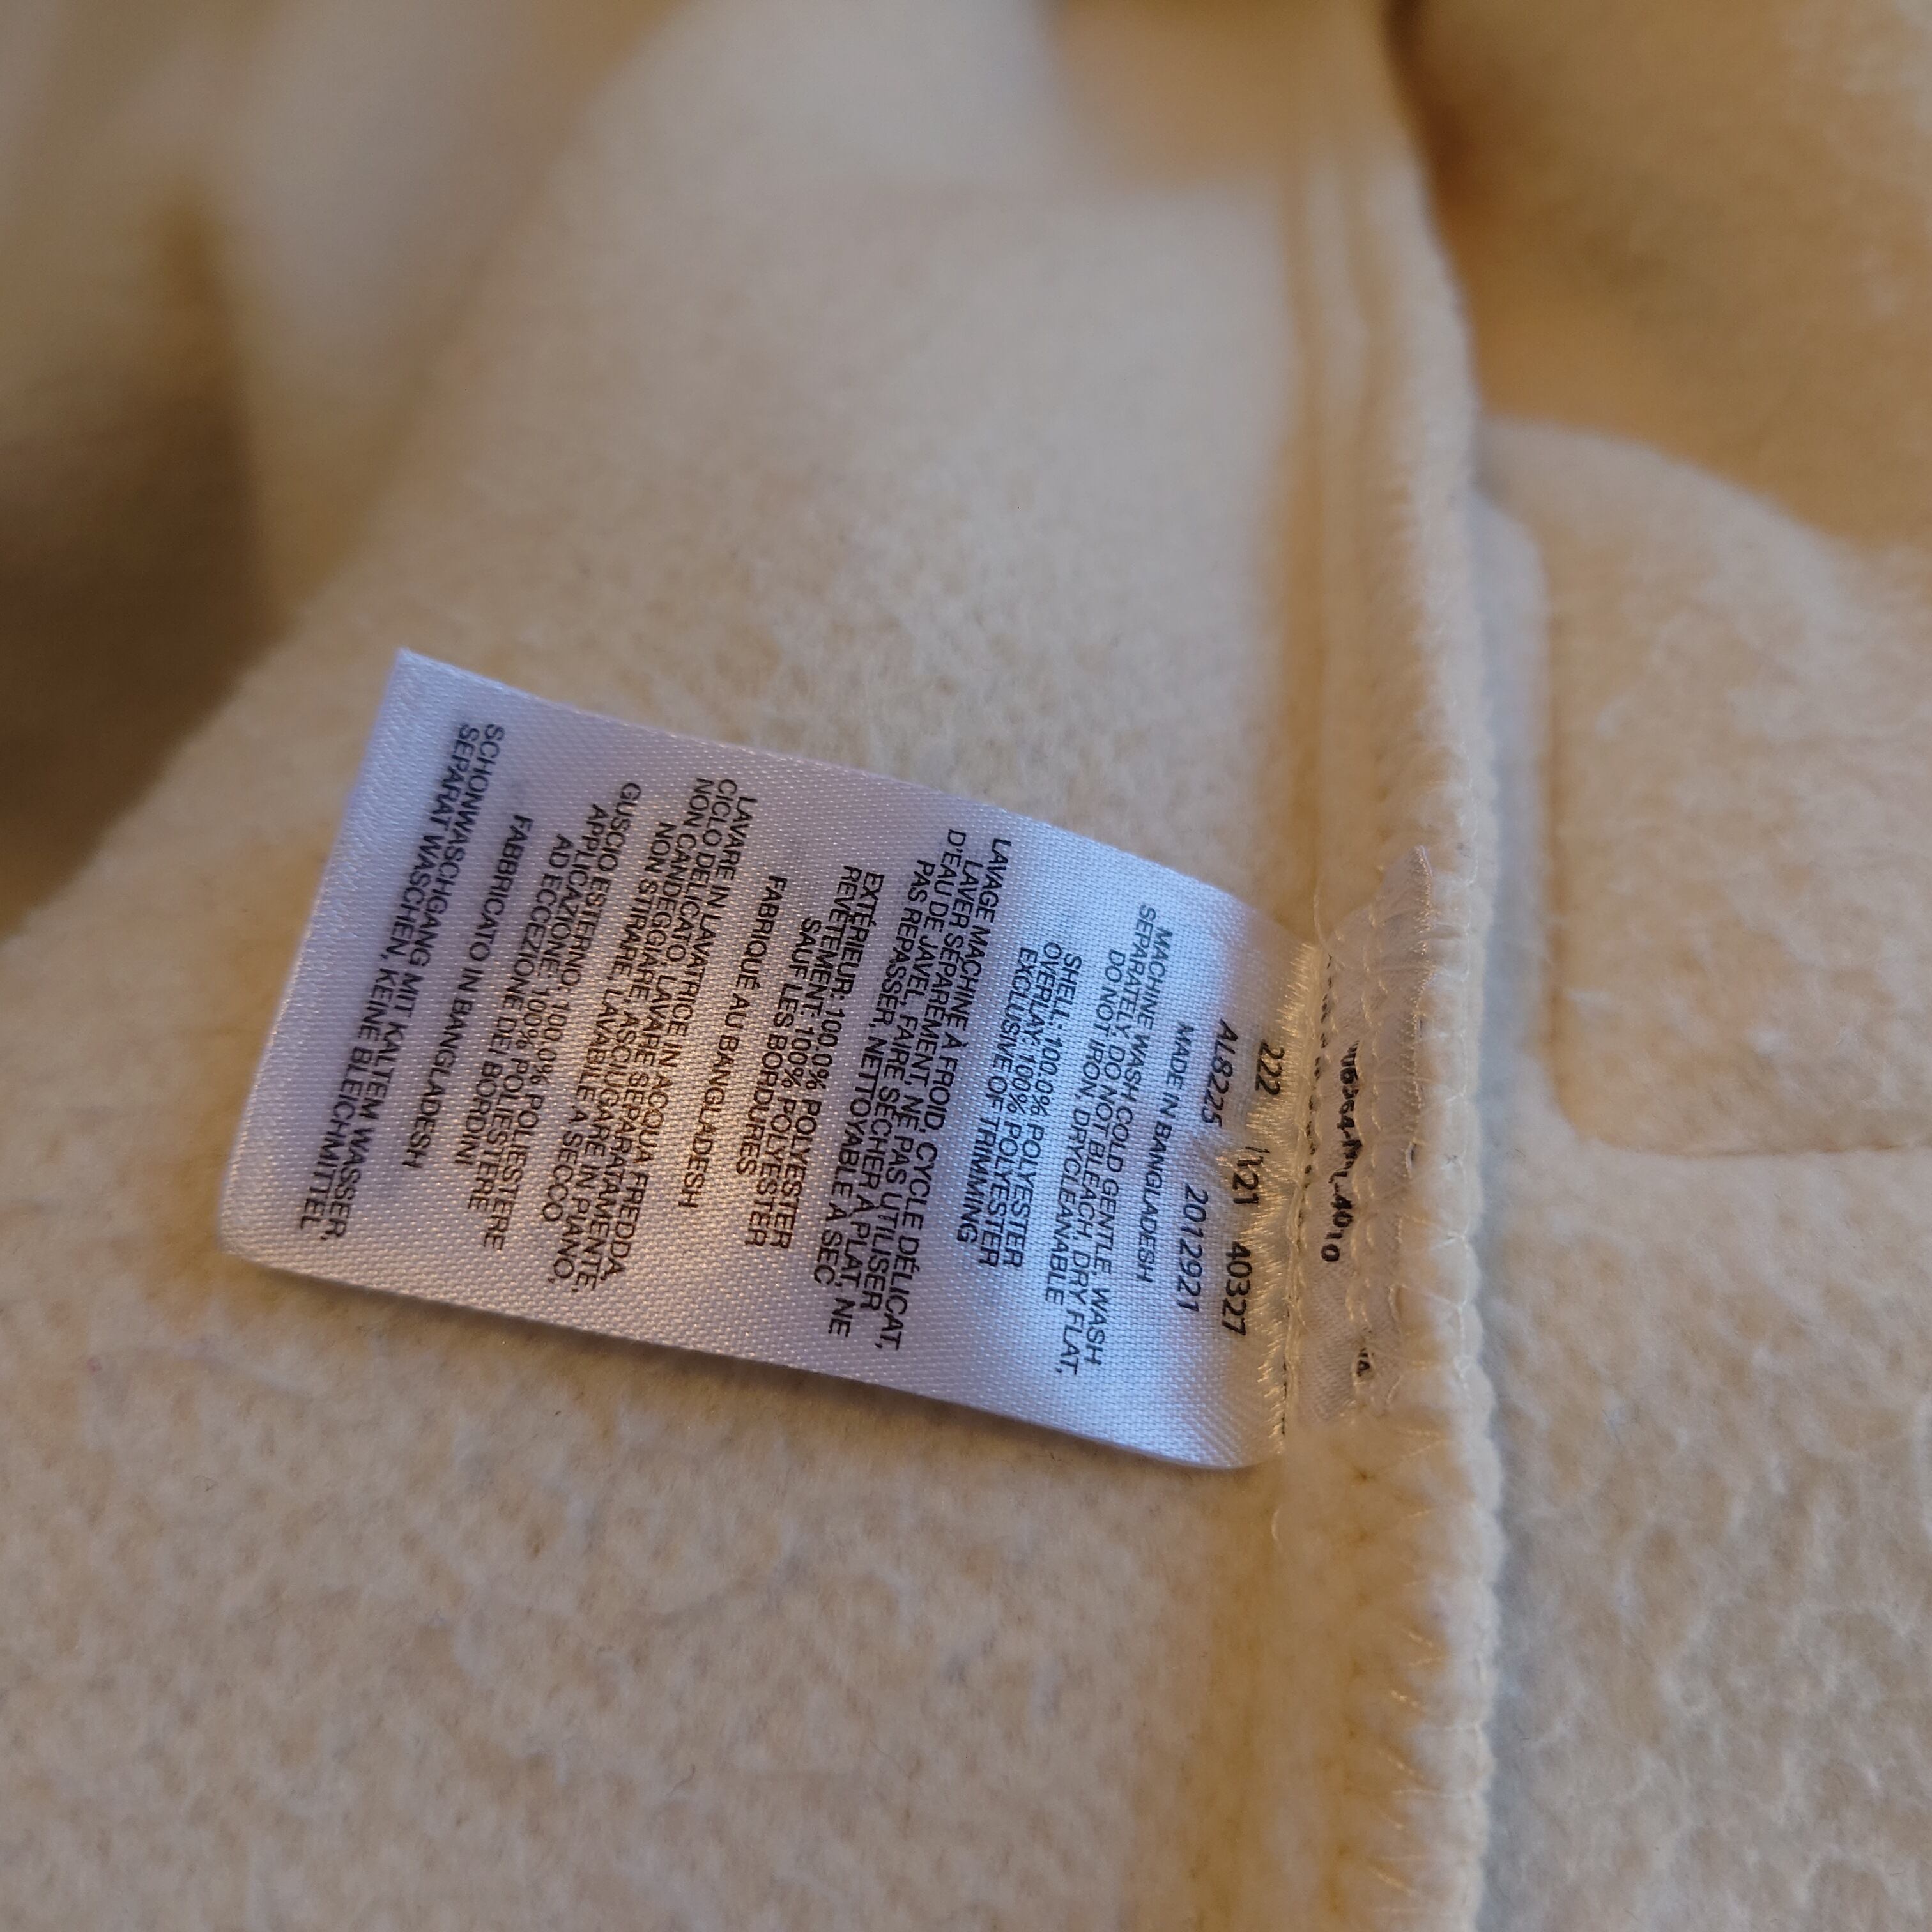 222 1121 40327
AL8225 2012921
MADE IN BANGLADESH
MACHINE WASH COLD GENTLE, WASH
SEPARATELY, DO NOT BLEACH, DRY FLAT,
DO NOT IRON, DRYCLEANABLE
SHELL: 100.0% POLYESTER
OVERLAY: 100% POLYESTER
EXCLUSIVE OF TRIMMING
LAVAGE MACHINE À FROID, CYCLE DÉLICAT,
LAVER SÉPARÉMENT, NE PAS UTILISER
D'EAU DE JAVEL, FAIRE SÉCHER À PLAT, NE
PAS REPASSER, NETTOYABLE À SEC
EXTÉRIEUR: 100.0% POLYESTER
REVÊTEMENT: 100% POLYESTER
SAUF LES BORDURES
FABRIQUÉ AU BANGLADESH
LAVARE IN LAVATRICE IN ACQUA FREDDA,
CICLO DELICATO, LAVARE SEPARATAMENTE,
NON CANDEGGIARE, ASCIUGARE IN PIANO,
NON STIRARE, LAVABILE A SECCO
GUSCIO ESTERNO, 100.0% POLIESTERE
APPLICAZIONE, 100% POLIESTERE
AD ECCEZIONE DEI BORDINI
FABBRICATO IN BANGLADESH
SCHONWASCHGANG MIT KALTEM WASSER,
SEPARAT WASCHEN, KEINE BLEICHMITTEL,